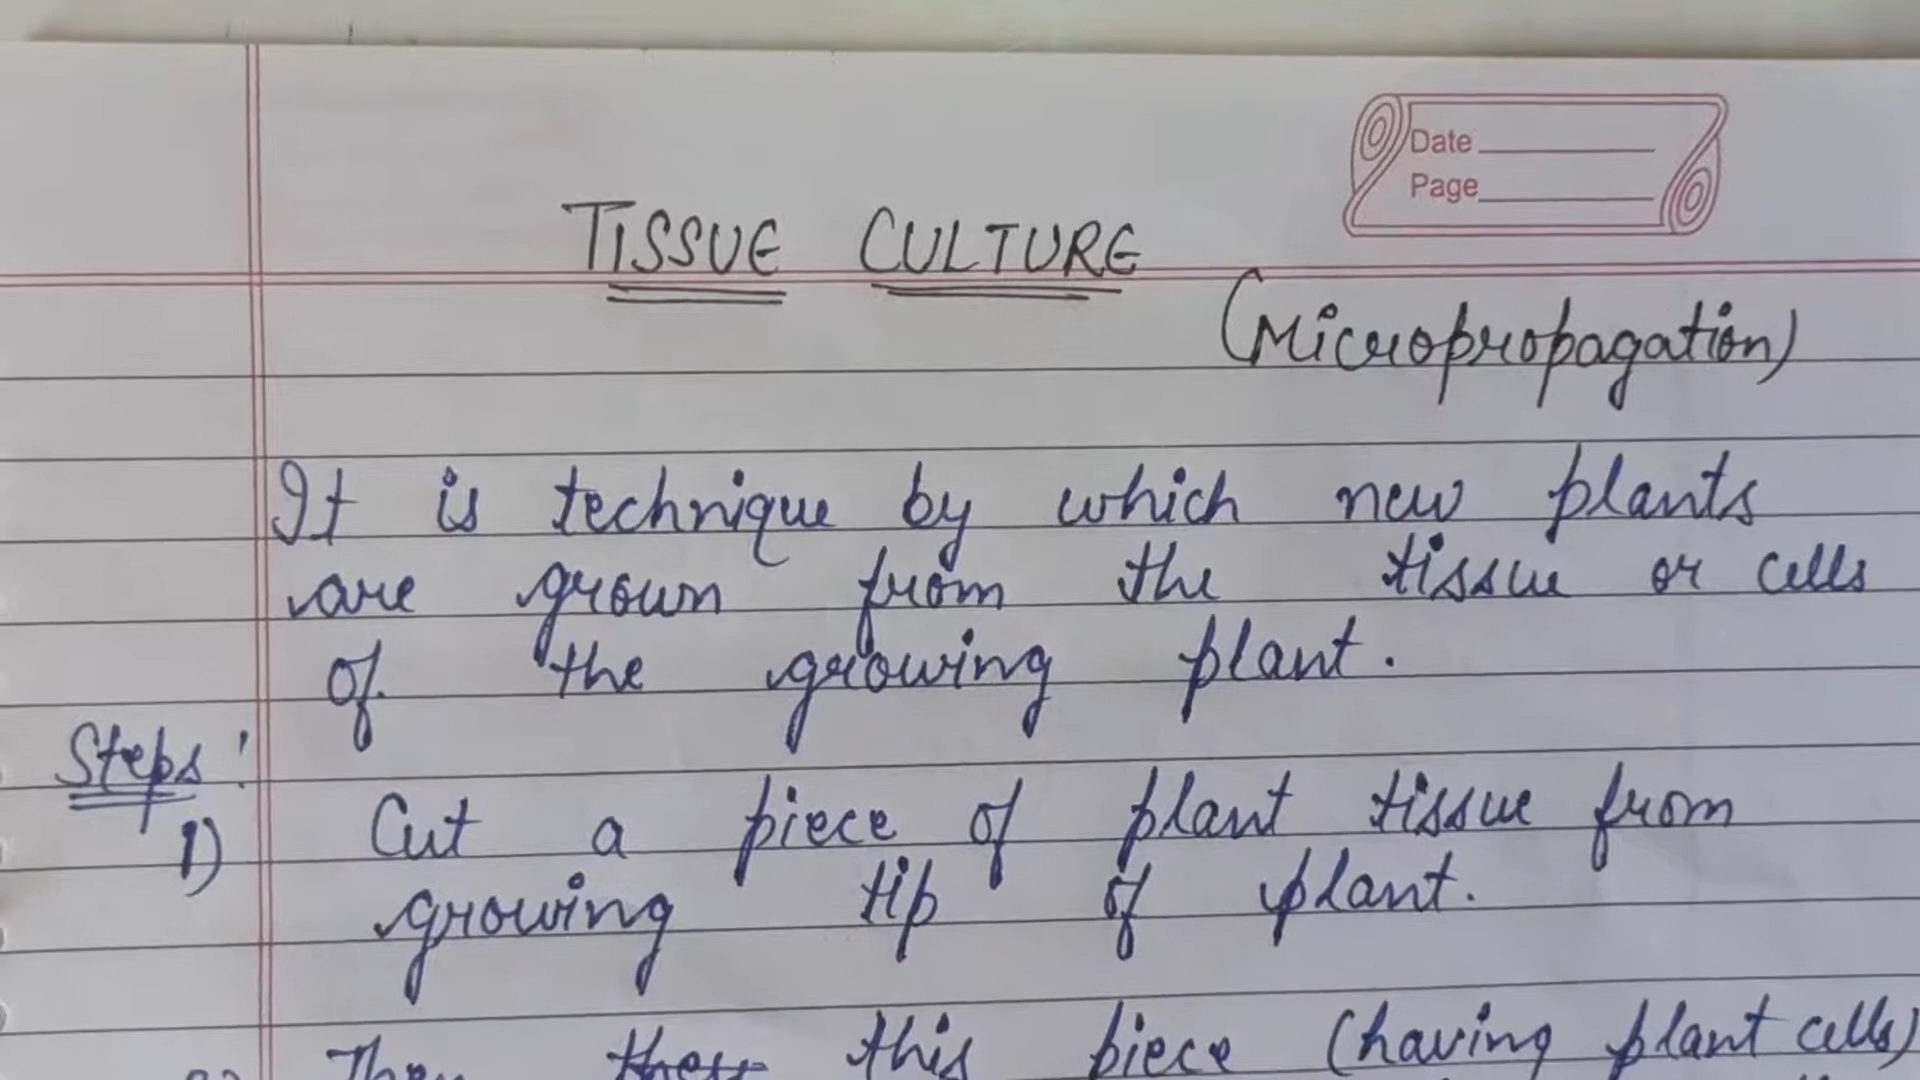 Date
Page
TISSUE CULTURE
(Micropropagation)
It is technique by which new plants
are grown from the tissue or cells
of the growing plant.
Steps:
1) Cut a piece of plant tissue from
growing tip of plant.
Then this piece (having plant cells)